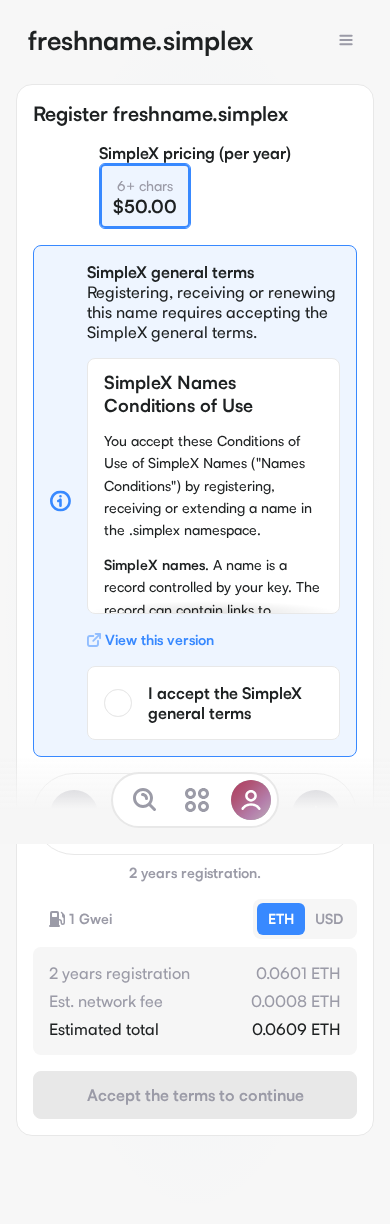 freshname.simplex
Register freshname.simplex
SimpleX pricing (per year)
6+ chars
$50.00
SimpleX general terms
Registering, receiving or renewing
this name requires accepting the
SimpleX general terms.
SimpleX Names
Conditions of Use
You accept these Conditions of
Use of SimpleX Names ("Names
Conditions") by registering,
receiving or extending a name in
the .simplex namespace.
SimpleX names. A name is a
record controlled by your key. The
record can contain links to
View this version
I accept the SimpleX
general terms
2 years registration.
1 Gwei
ETH USD
2 years registration 0.0601 ETH
Est. network fee 0.0008 ETH
Estimated total 0.0609 ETH
Accept the terms to continue